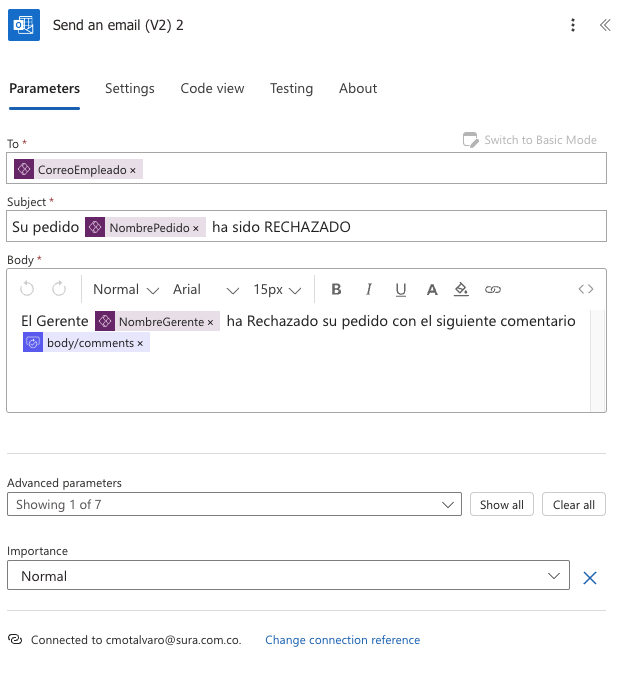 Send an email (V2) 2
Parameters Settings Code view Testing About
Switch to Basic Mode
To *
CorreoEmpleado ×
Subject *
Su pedido NombrePedido × ha sido RECHAZADO
Body *
Normal Arial 15px B I U A <>
El Gerente NombreGerente × ha Rechazado su pedido con el siguiente comentario
body/comments ×
Advanced parameters
Showing 1 of 7 Show all Clear all
Importance
Normal
Connected to cmotalvaro@sura.com.co. Change connection reference